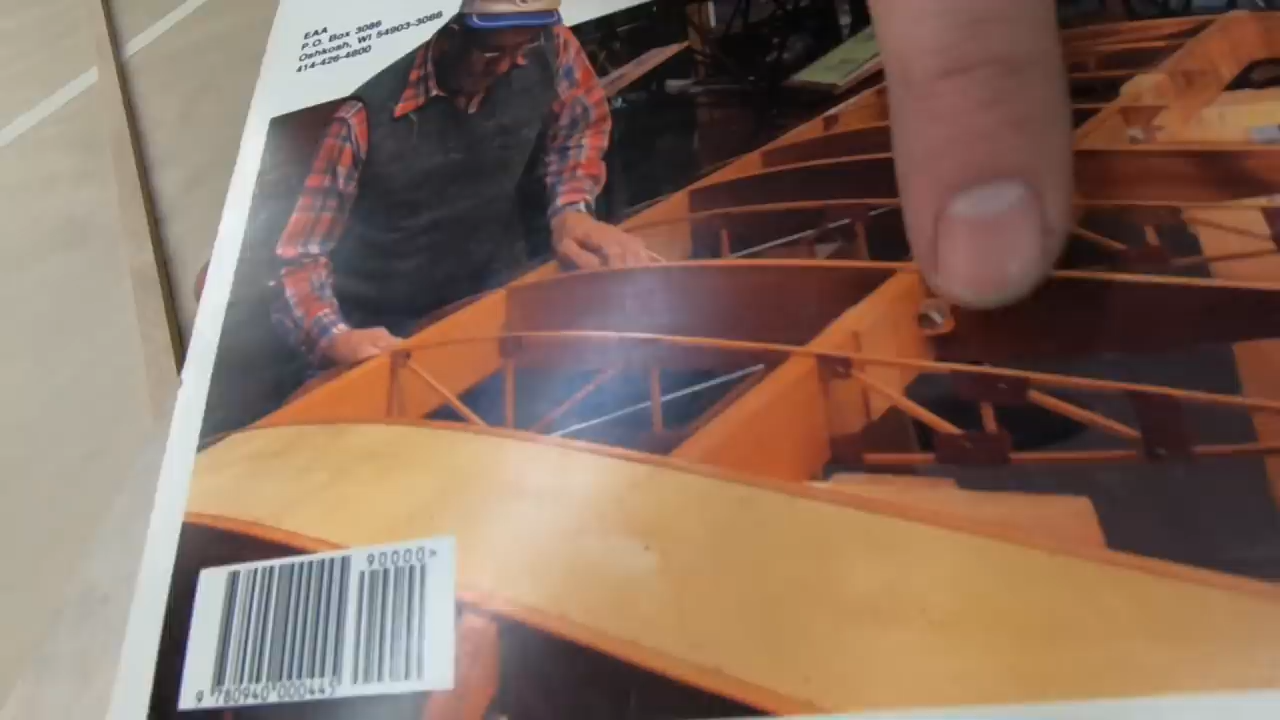 EAA
P.O. Box 3086
Oshkosh, WI 54903-3086
414-426-4800
90000>
9 780940 000445